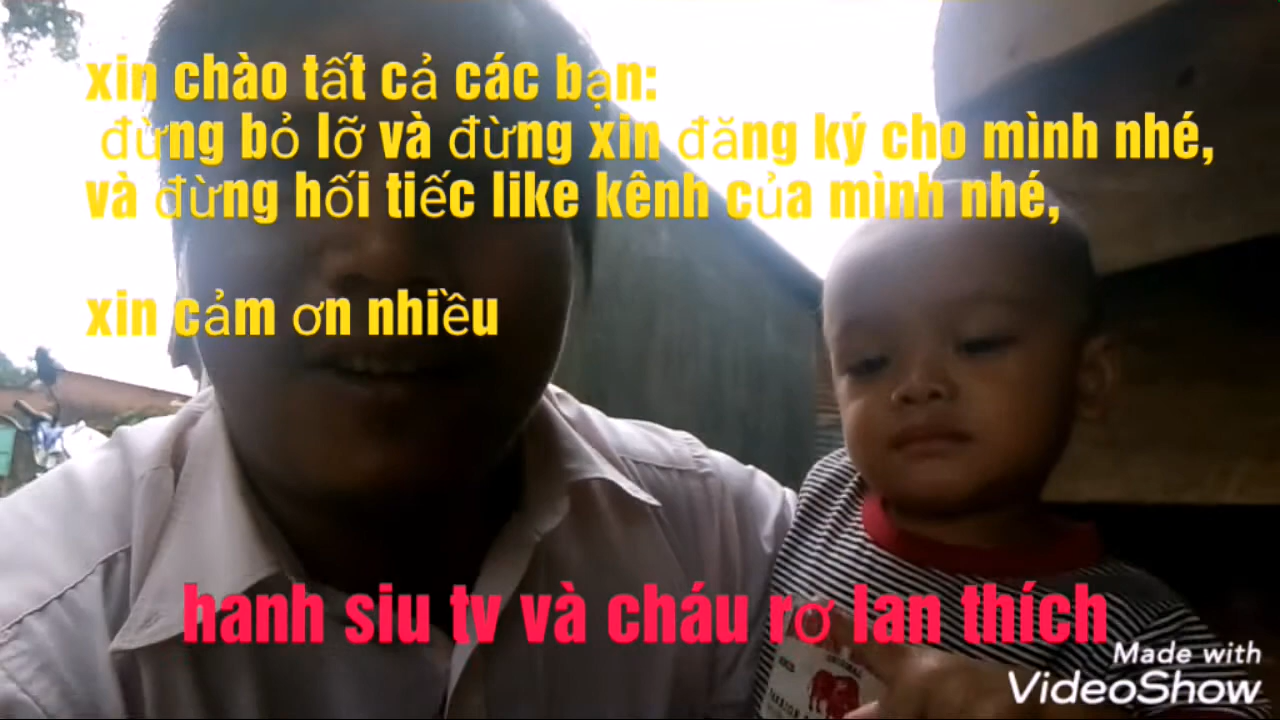 xin chào tất cả các bạn:
đừng bỏ lỡ và đừng xin đăng ký cho mình nhé,
và đừng hối tiếc like kênh của mình nhé,
xin cảm ơn nhiều
hanh siu tv và cháu rơ lan thích
Made with
VideoShow